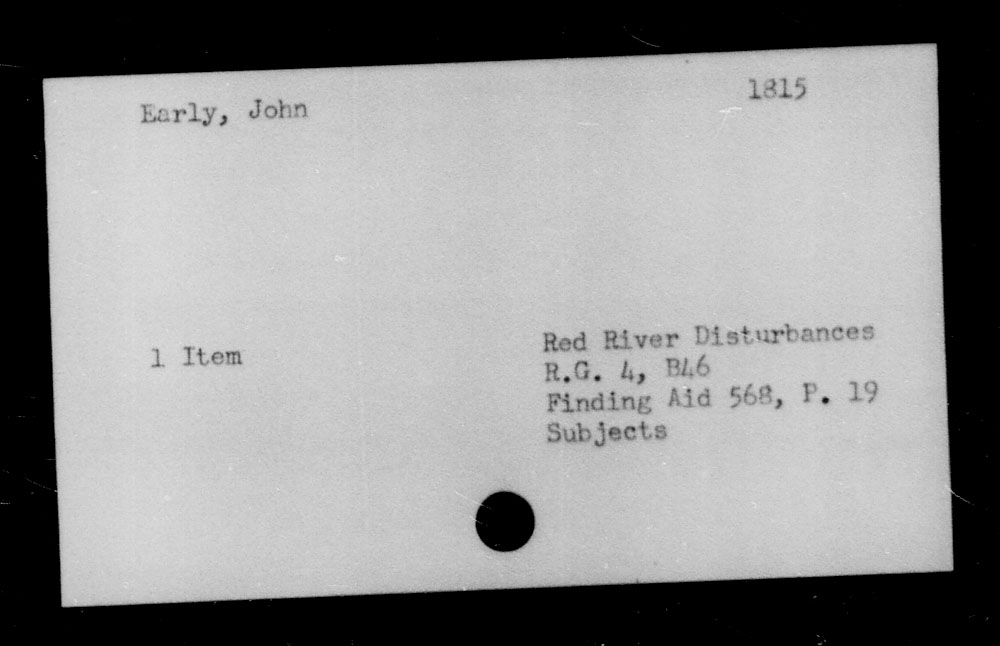 Early, John
1815
1 Item
Red River Disturbances
R.G. 4, B46
Finding Aid 568, P. 19
Subjects